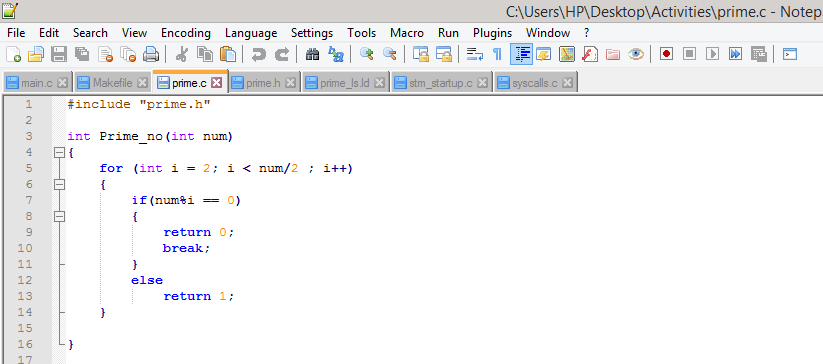 C:\Users\HP\Desktop\Activities\prime.c - Notep
File Edit Search View Encoding Language Settings Tools Macro Run Plugins Window ?
main.c Makefile prime.c prime.h prime_ls.ld stm_startup.c syscalls.c
1 #include "prime.h"
2
3 int Prime_no(int num)
4 {
5 for (int i = 2; i < num/2 ; i++)
6 {
7 if(num%i == 0)
8 {
9 return 0;
10 break;
11 }
12 else
13 return 1;
14 }
15
16 }
17